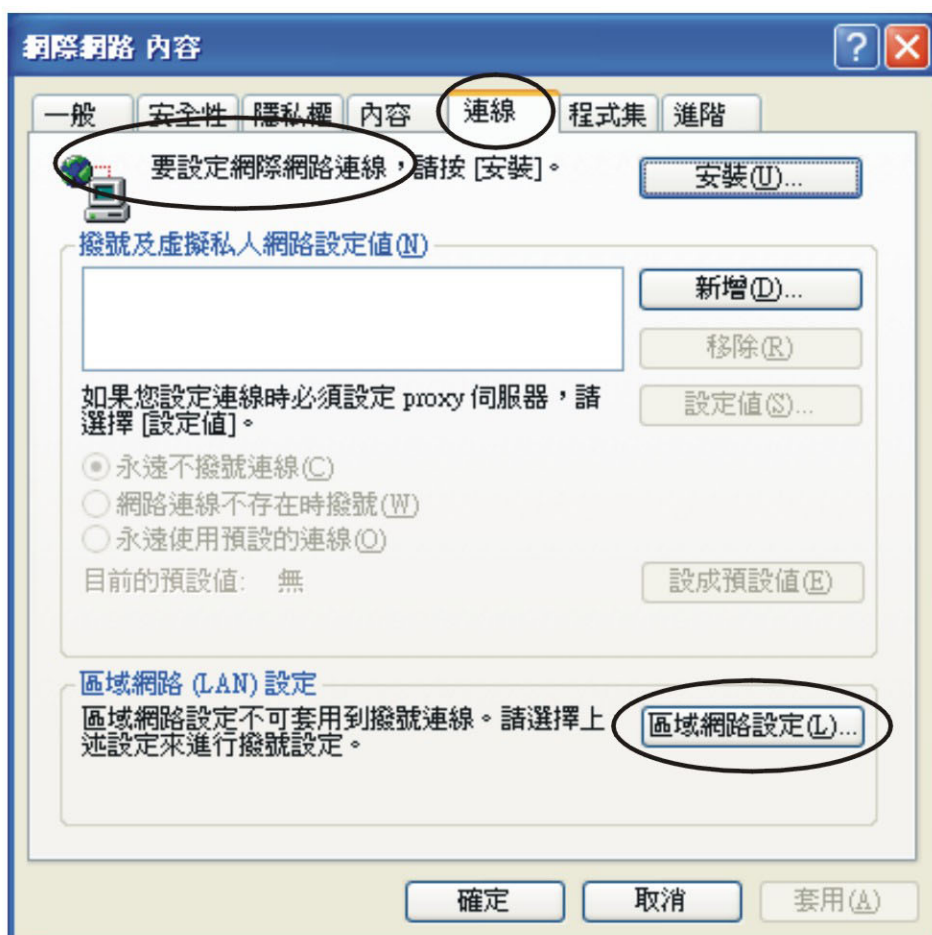 網際網路 內容
一般 安全性 隱私權 內容 連線 程式集 進階
要設定網際網路連線，請按 [安裝]。
安裝(U)...
撥號及虛擬私人網路設定值(N)
新增(D)...
移除(R)
如果您設定連線時必須設定 proxy 伺服器，請
選擇 [設定值]。
設定值(S)...
永遠不撥號連線(C)
網路連線不存在時撥號(W)
永遠使用預設的連線(O)
目前的預設值: 無
設成預設值(E)
區域網路 (LAN) 設定
區域網路設定不可套用到撥號連線。請選擇上
述設定來進行撥號設定。
區域網路設定(L)...
確定 取消 套用(A)